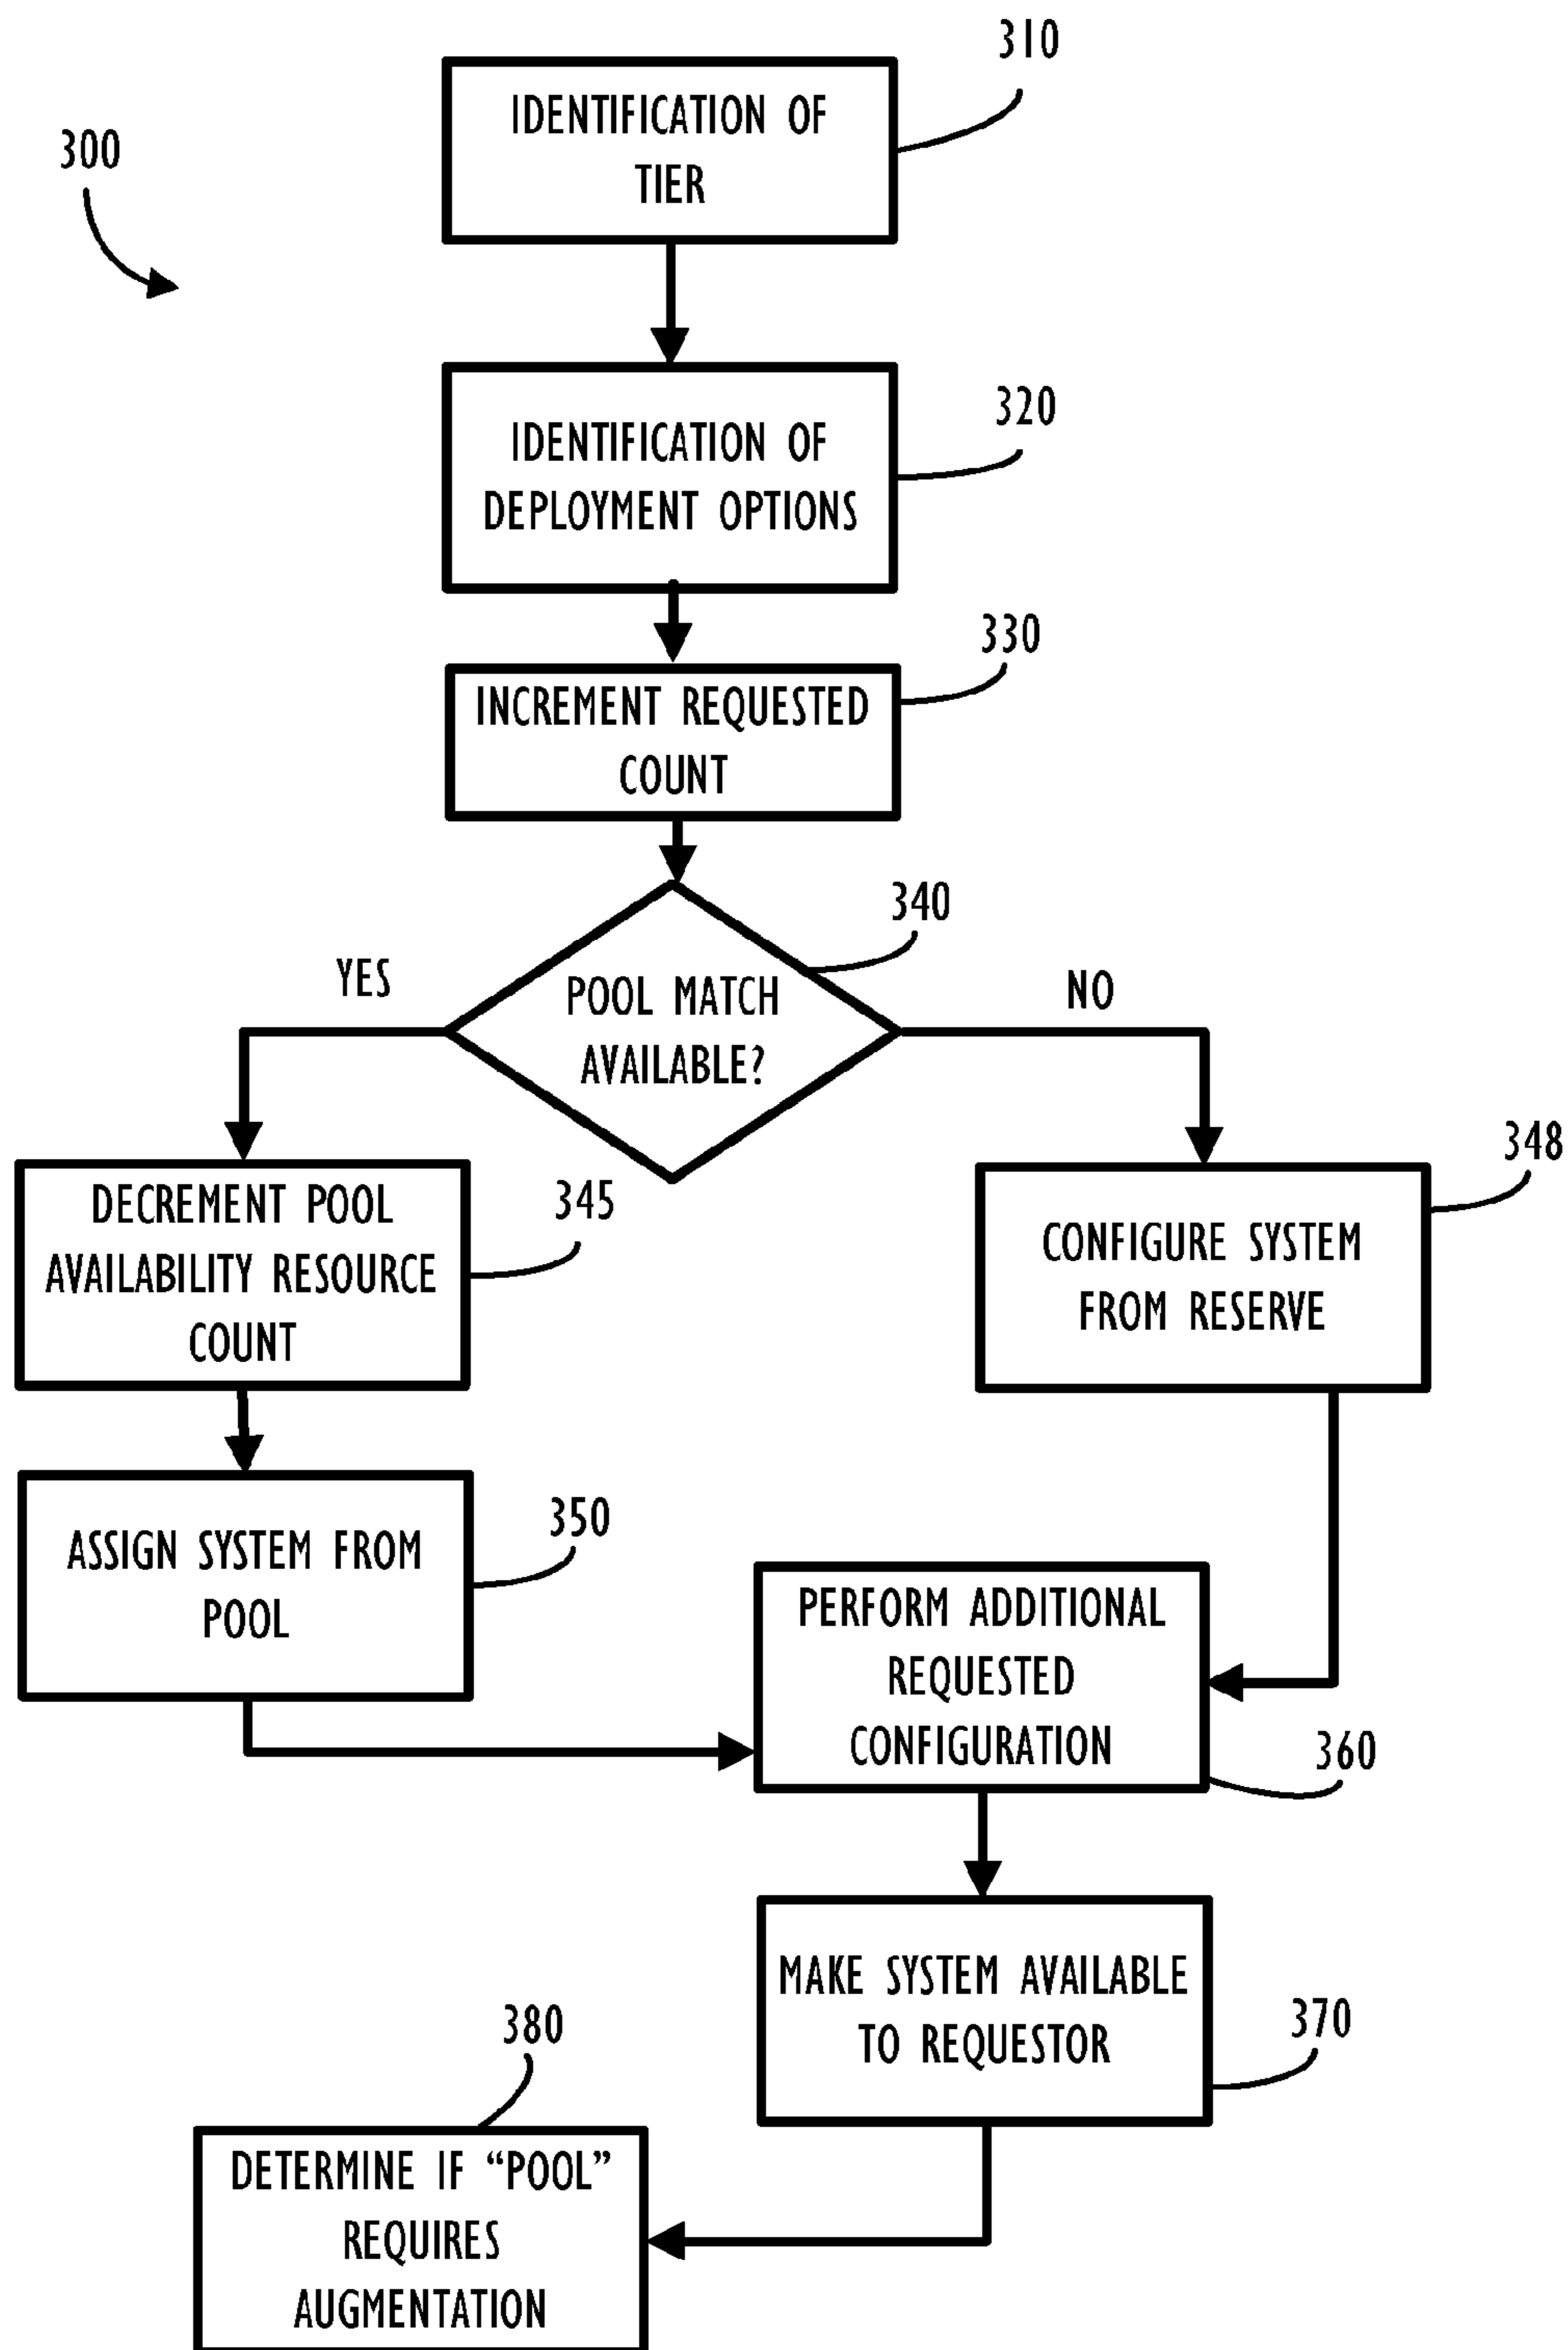 310
IDENTIFICATION OF
TIER
300
320
IDENTIFICATION OF
DEPLOYMENT OPTIONS
330
INCREMENT REQUESTED
COUNT
340
YES
POOL MATCH
AVAILABLE?
NO
348
345
DECREMENT POOL
AVAILABILITY RESOURCE
COUNT
CONFIGURE SYSTEM
FROM RESERVE
350
ASSIGN SYSTEM FROM
POOL
PERFORM ADDITIONAL
REQUESTED
CONFIGURATION
360
MAKE SYSTEM AVAILABLE
TO REQUESTOR
370
380
DETERMINE IF “POOL”
REQUIRES
AUGMENTATION